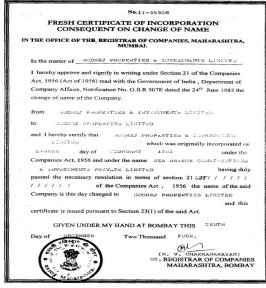 No.11-35308
FRESH CERTIFICATE OF INCORPORATION
CONSEQUENT ON CHANGE OF NAME
IN THE OFFICE OF THE REGISTRAR OF COMPANIES, MAHARASHTRA,
MUMBAI.
In the matter of GODREJ PROPERTIES & INVESTMENTS LIMITED
I hereby approve and signify in writing under Section 21 of the Companies
Act, 1956 (Act of 1956) read with the Government of India , Department of
Company Affairs, Notification No. G.S.R 507E dated the 24th June 1985 the
change of name of the Company.
from GODREJ PROPERTIES & INVESTMENTS LIMITED
to GODREJ PROPERTIES LIMITED
and I hereby certify that GODREJ PROPERTIES & INVESTMENTS
LIMITED which was originally incorporated on
day of FEBRUARY 1985 under the
Companies Act, 1956 and under the name SEA BREEZE CONSTRUCTIONS
& INVESTMENTS PRIVATE LIMITED having duly
passed the necessary resolution in terms of section 21 / / / / /
/ / / / / / of the Companies Act , 1956 the name of the said
Company is this day changed to GODREJ PROPERTIES LIMITED
and this
certificate is issued pursuant to Section 23(1) of the said Act.
GIVEN UNDER MY HAND AT BOMBAY THIS TENTH
Day of DECEMBER Two Thousand FOUR.
DY. REGISTRAR OF COMPANIES
MAHARASHTRA, BOMBAY